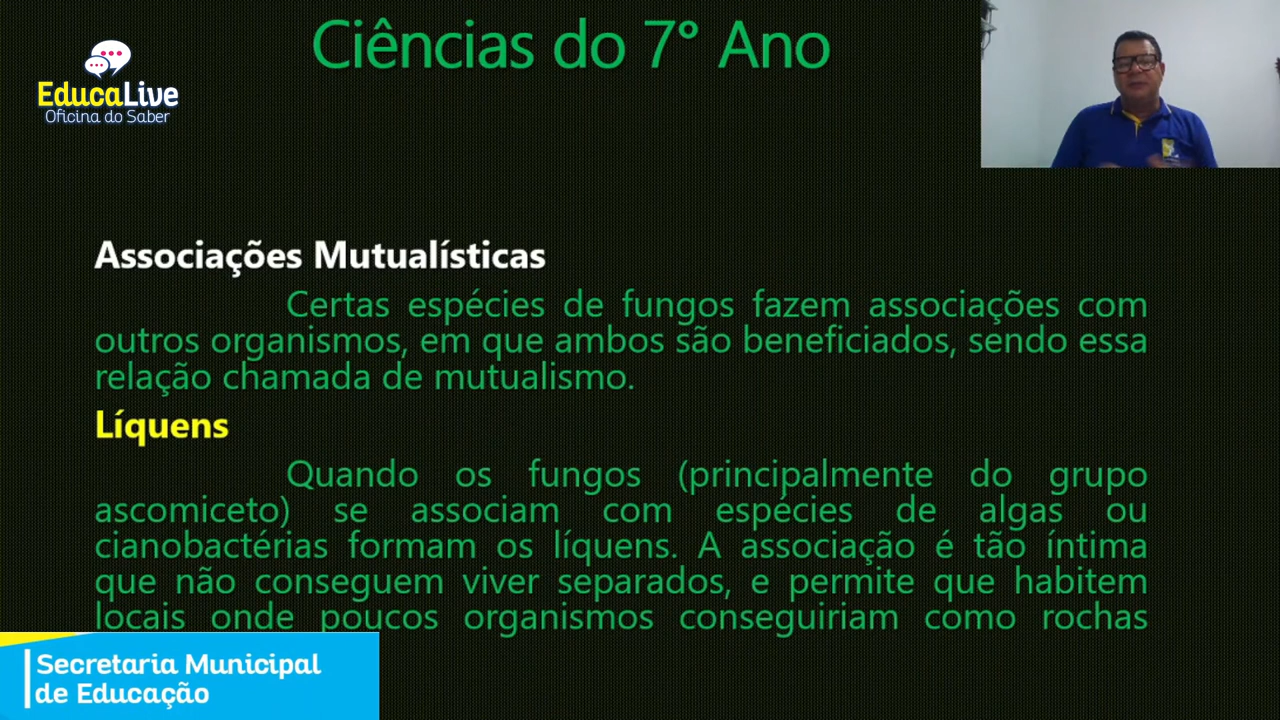 Ciências do 7° Ano
EducaLive
Oficina do Saber
Associações Mutualísticas
Certas espécies de fungos fazem associações com
outros organismos, em que ambos são beneficiados, sendo essa
relação chamada de mutualismo.
Líquens
Quando os fungos (principalmente do grupo
ascomiceto) se associam com espécies de algas ou
cianobactérias formam os líquens. A associação é tão íntima
que não conseguem viver separados, e permite que habitem
locais onde poucos organismos conseguiriam como rochas
Secretaria Municipal
de Educação